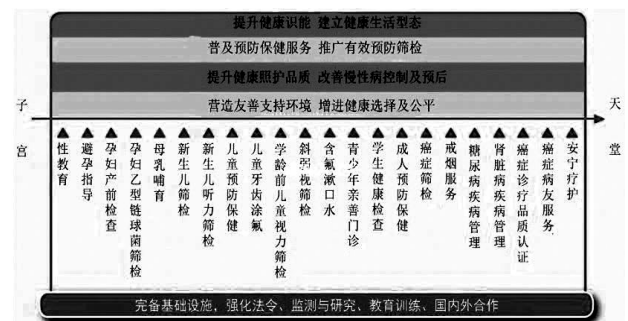 提升健康识能 建立健康生活型态
普及预防保健服务 推广有效预防筛检
提升健康照护品质 改善慢性病控制及预后
营造友善支持环境 增进健康选择及公平
子宫
天堂
性教育
避孕指导
孕妇产前检查
孕妇乙型链球菌筛检
母乳哺育
新生儿筛检
新生儿听力筛检
儿童预防保健
儿童牙齿涂氟
学龄前儿童视力筛检
斜弱视筛检
含氟漱口水
青少年亲善门诊
学生健康检查
成人预防保健
癌症筛检
戒烟服务
糖尿病疾病管理
肾脏病疾病管理
癌症诊疗品质认证
癌症病友服务
安宁疗护
完备基础设施，强化法令、监测与研究、教育训练、国内外合作